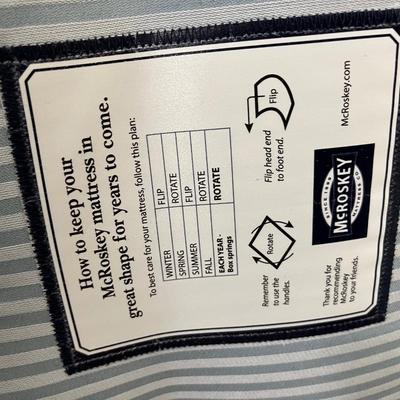 How to keep your
McRoskey mattress in
great shape for years to come.
To best care for your mattress, follow this plan:
WINTER FLIP
SPRING ROTATE
SUMMER FLIP
FALL ROTATE
EACH YEAR - ROTATE
Box springs
Rotate
Flip
Remember
to use the
handles.
Flip head end
to foot end.
Thank you for
recommending
McRoskey
to your friends.
SINCE 1899
McROSKEY
MATTRESS CO.
McRoskey.com